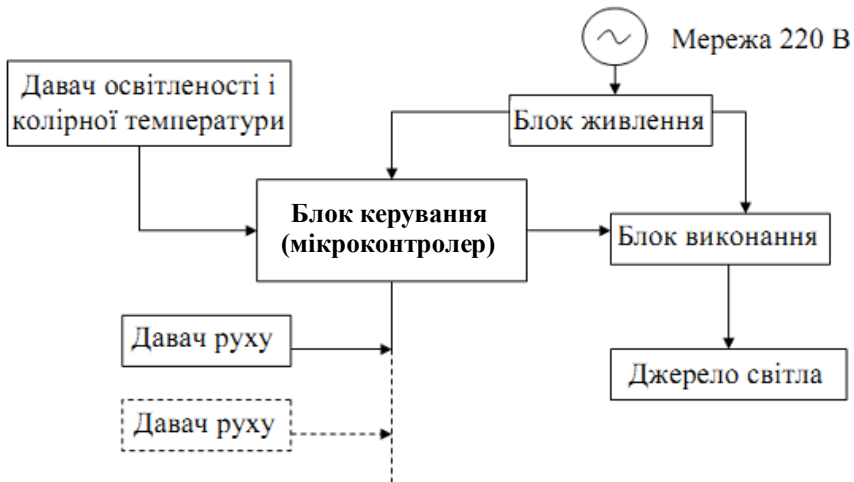 Мережа 220 В
Давач освітленості і
колірної температури
Блок живлення
Блок керування
(мікроконтролер)
Блок виконання
Давач руху
Джерело світла
Давач руху